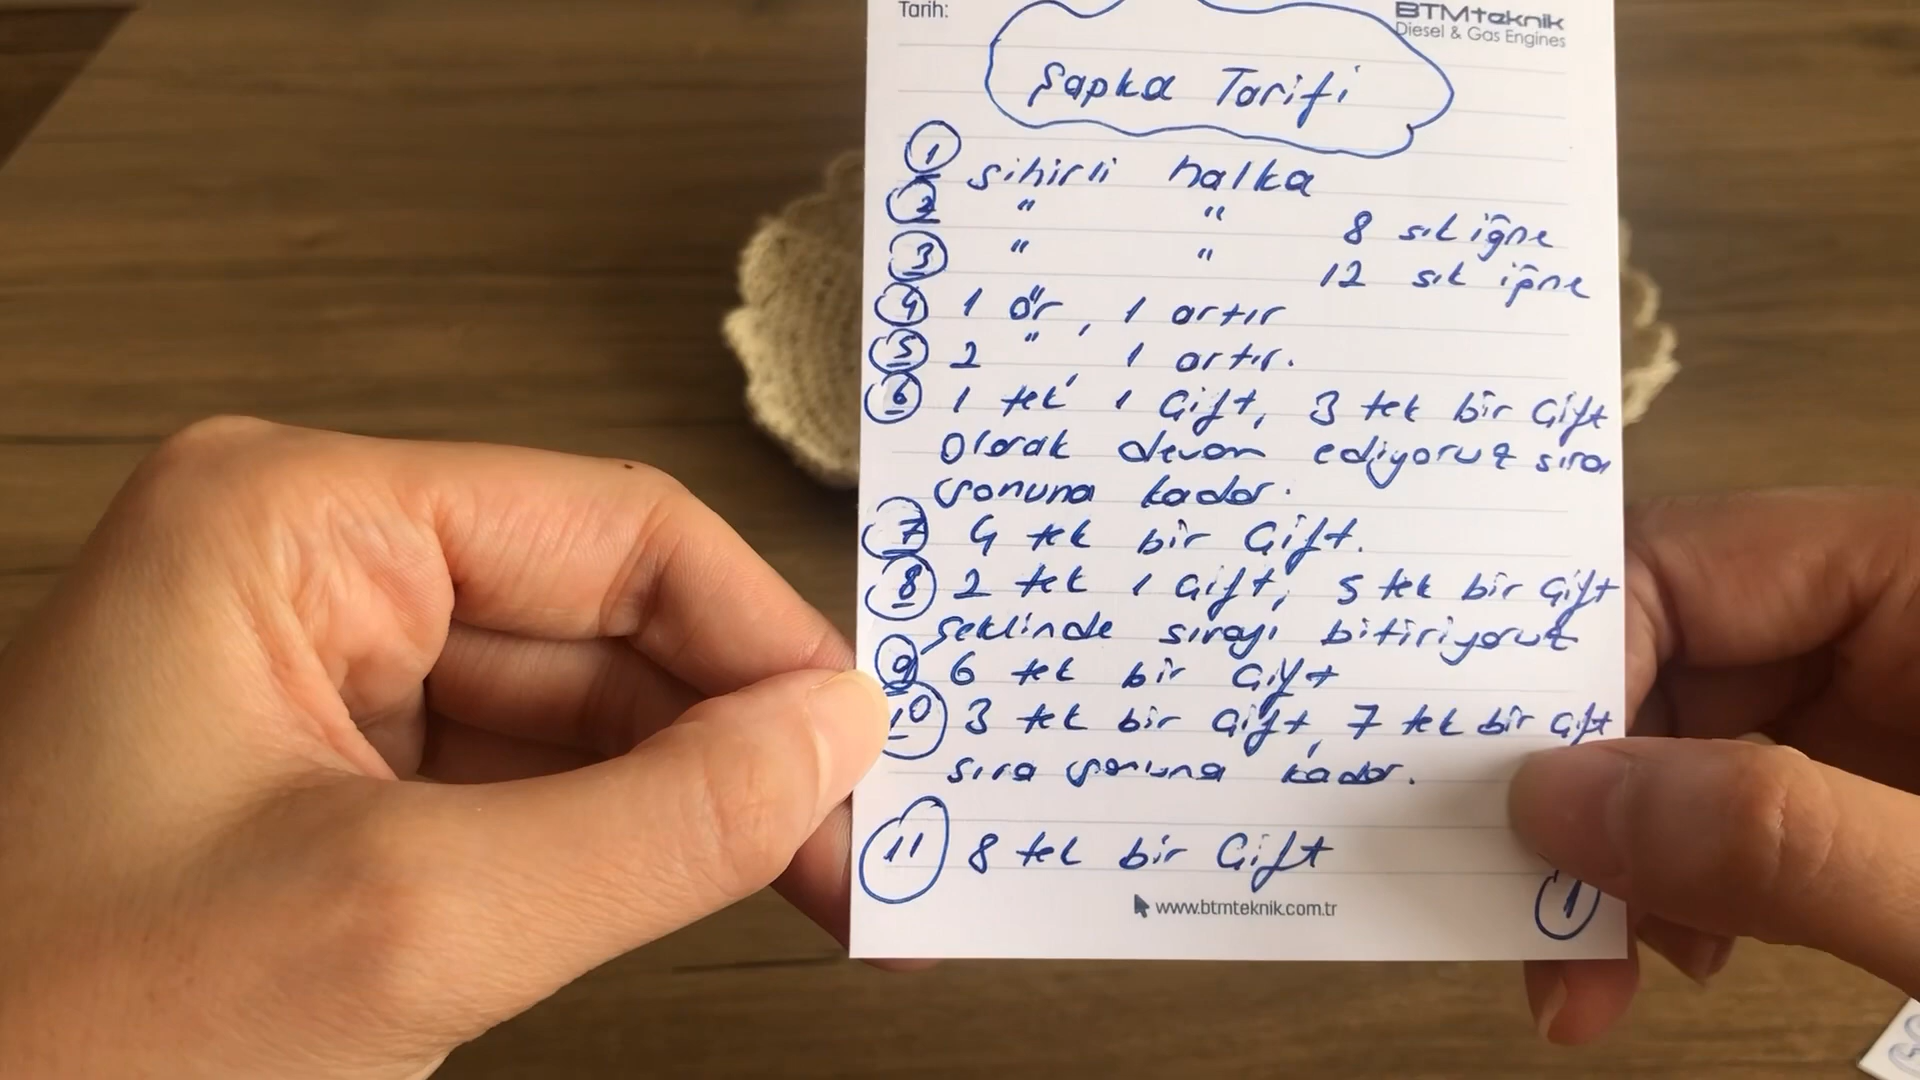 Tarih:
BTMteknik
Diesel & Gas Engines
Şapka Tarifi
1 sihirli halka
2 " " 8 sık iğne
3 " " 12 sık iğne
4 1 ör, 1 artır
5 2 ", 1 artır.
6 1 tek 1 Çift, 3 tek bir Çift
Olarak devam ediyoruz sıra
sonuna kadar.
7 4 tek bir Çift.
8 2 tek 1 Çift, 5 tek bir Çift
şeklinde sırayı bitiriyoruz
9 6 tek bir Çift
10 3 tek bir Çift, 7 tek bir Çift
sıra sonuna kadar.
11 8 tek bir Çift
www.btmteknik.com.tr
1